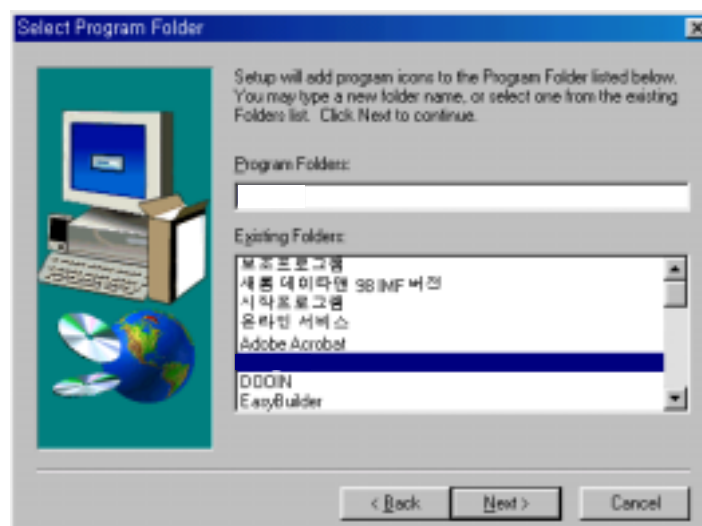 Select Program Folder
Setup will add program icons to the Program Folder listed below.
You may type a new folder name, or select one from the existing
Folders list. Click Next to continue.
Program Folders:
Existing Folders:
보조프로그램
새롬 데이타맨 98 IMF 버전
시작프로그램
온라인 서비스
Adobe Acrobat
EasyBuilder
< Back
Next >
Cancel